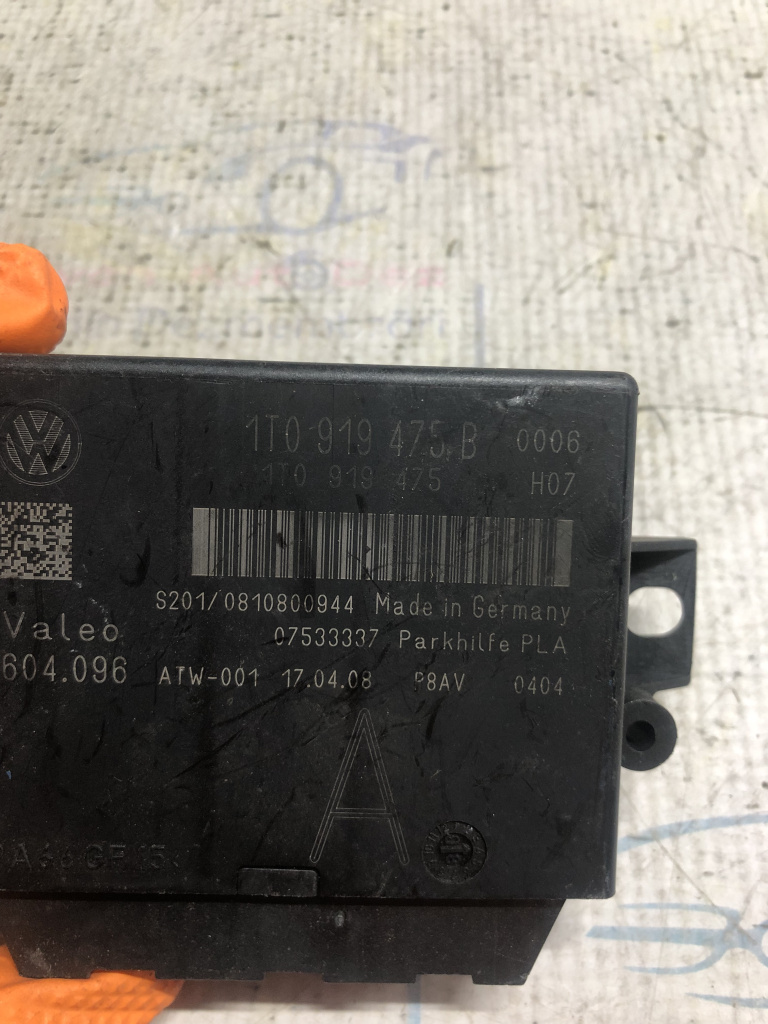 1T0 919 475 B 0006
1T0 919 475 H07
S201/0810800944 Made in Germany
Valeo 07533337 Parkhilfe PLA
604.096 ATW-001 17.04.08 P8AV 0404
A